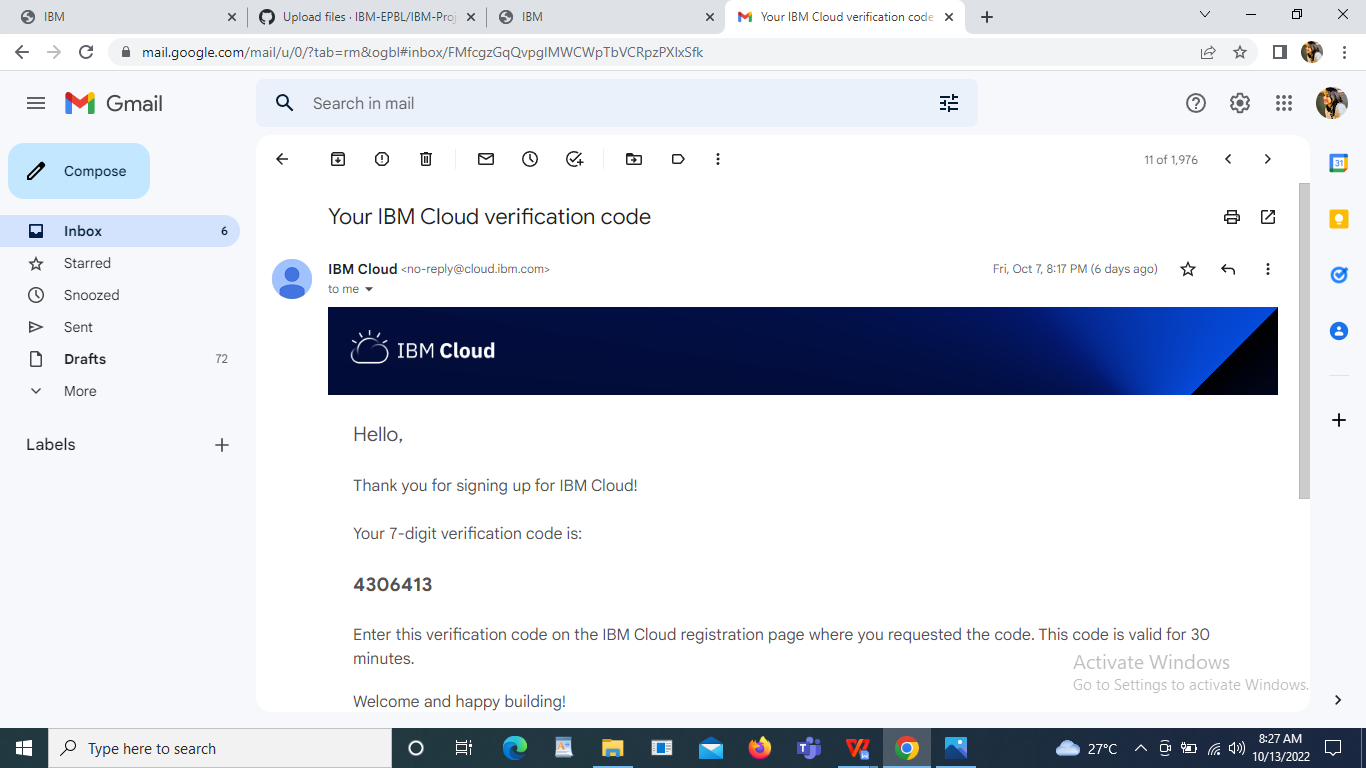 IBM
Upload files · IBM-EPBL/IBM-Proj
IBM
Your IBM Cloud verification code
mail.google.com/mail/u/0/?tab=rm&ogbl#inbox/FMfcgzGqQvpgIMWCWpTbVCRpzPXlxSfk
Gmail
Search in mail
Compose
11 of 1,976
Your IBM Cloud verification code
Inbox 6
Starred
Snoozed
Sent
Drafts 72
More
Labels
IBM Cloud <no-reply@cloud.ibm.com>
Fri, Oct 7, 8:17 PM (6 days ago)
to me
IBM Cloud
Hello,
Thank you for signing up for IBM Cloud!
Your 7-digit verification code is:
4306413
Enter this verification code on the IBM Cloud registration page where you requested the code. This code is valid for 30
minutes.
Welcome and happy building!
Activate Windows
Go to Settings to activate Windows.
31
Type here to search
27°C
8:27 AM
10/13/2022